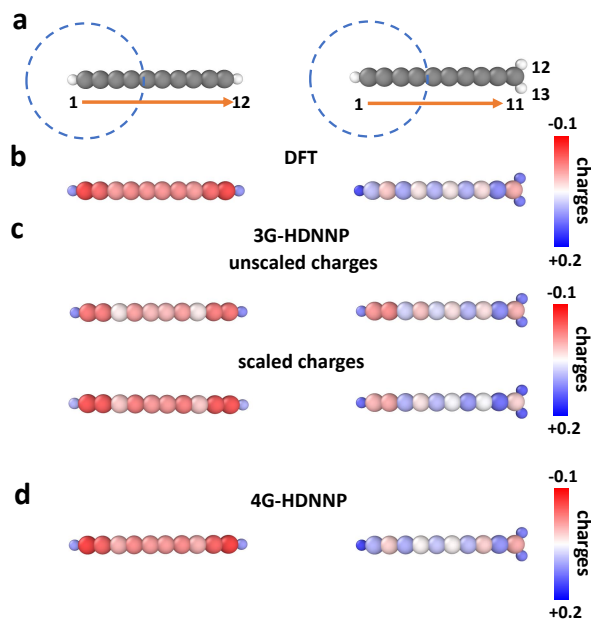 a
12
1
12
1
11
13
b
DFT
-0.1
charges
+0.2
c
3G-HDNNP
unscaled charges
-0.1
charges
scaled charges
+0.2
d
4G-HDNNP
-0.1
charges
+0.2